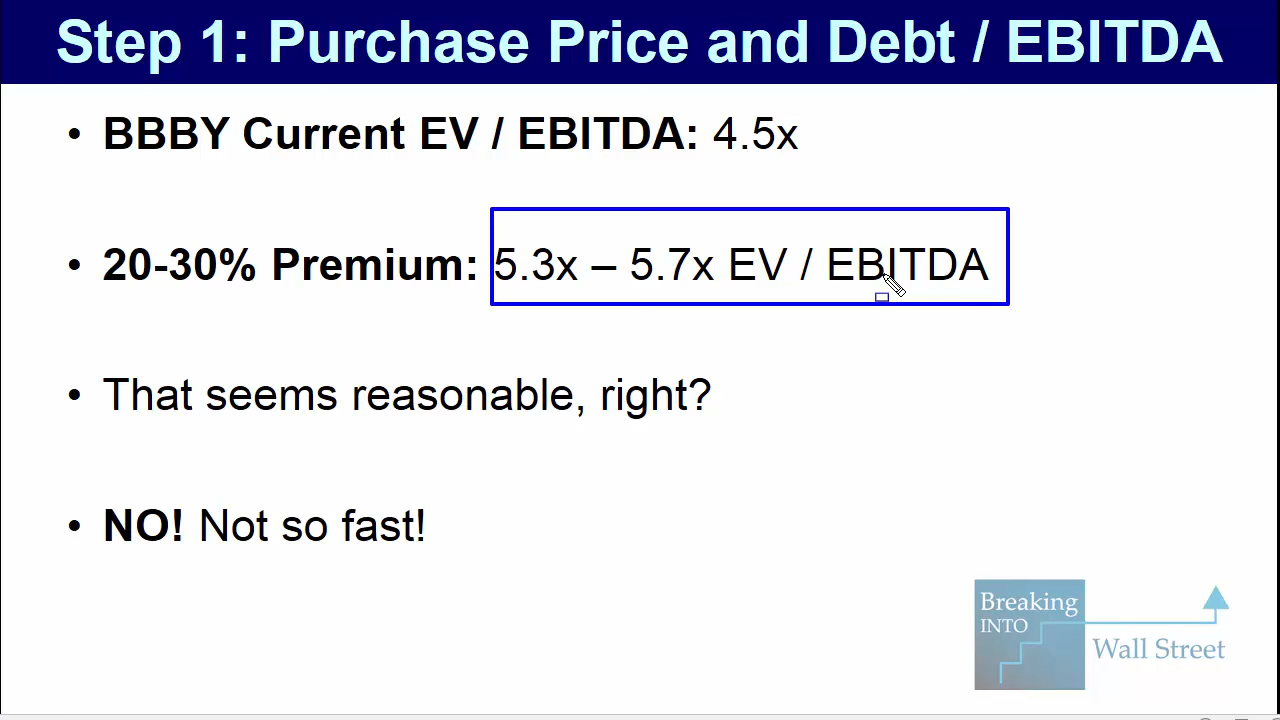 Step 1: Purchase Price and Debt / EBITDA
• BBBY Current EV / EBITDA: 4.5x
• 20-30% Premium: 5.3x – 5.7x EV / EBITDA
• That seems reasonable, right?
• NO! Not so fast!
Breaking
INTO
Wall Street